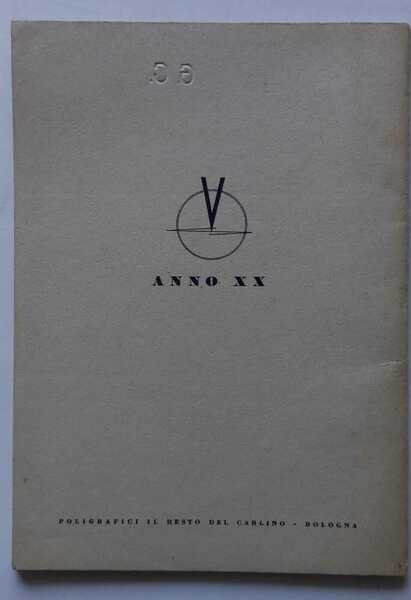 V
ANNO XX
POLIGRAFICI IL RESTO DEL CARLINO - BOLOGNA